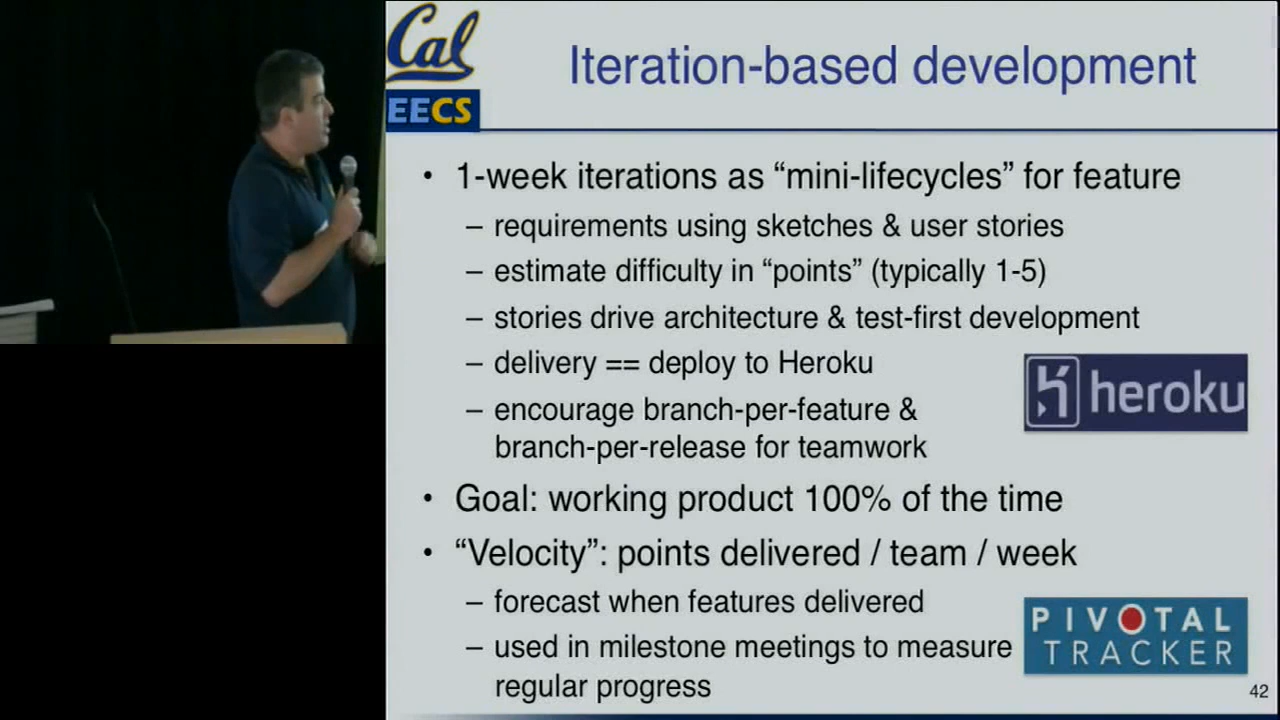 Cal
EECS
Iteration-based development
• 1-week iterations as “mini-lifecycles” for feature
– requirements using sketches & user stories
– estimate difficulty in “points” (typically 1-5)
– stories drive architecture & test-first development
– delivery == deploy to Heroku
– encourage branch-per-feature &
branch-per-release for teamwork
heroku
• Goal: working product 100% of the time
• “Velocity”: points delivered / team / week
– forecast when features delivered
– used in milestone meetings to measure
regular progress
PIVOTAL
TRACKER
42